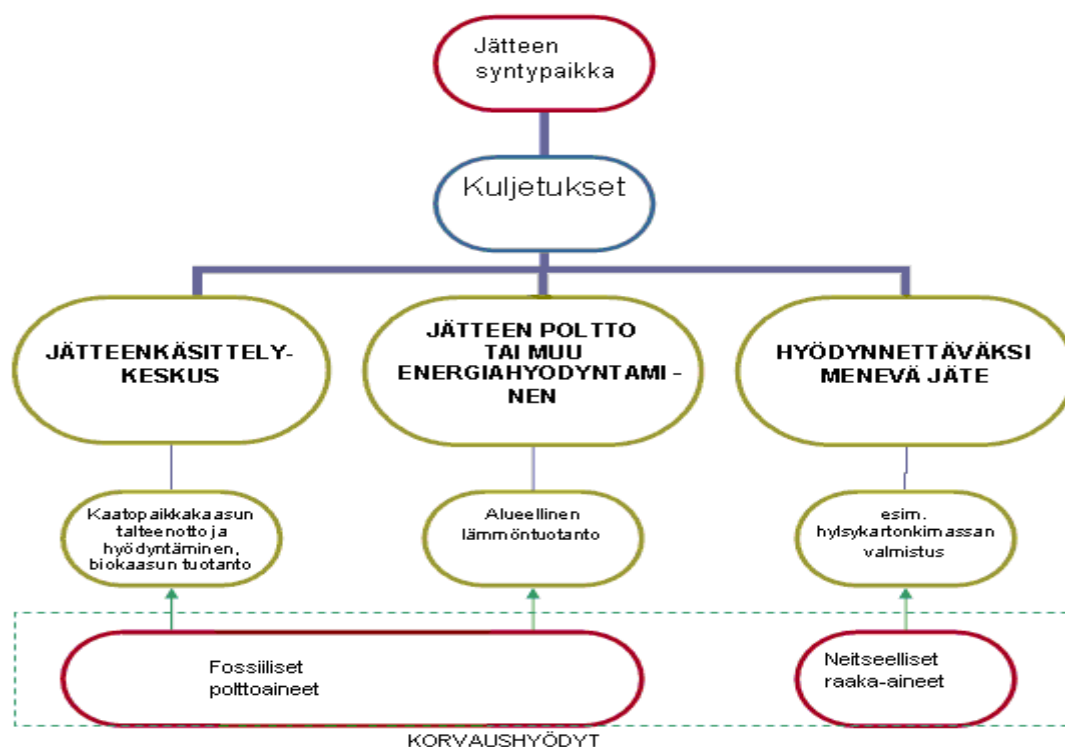 Jätteen
syntypaikka
Kuljetukset
JÄTTEENKÄSITTELY-
KESKUS
JÄTTEEN POLTTO
TAI MUU
ENERGIAHYODYNTAMI -
NEN
HYÖDYNNETTÄVÄKSI
MENEVÄ JÄTE
Kaatopaikkakaasun
talteenotto ja
hyödyntäminen,
biokaasun tuotanto
Alueellinen
lämmöntuotanto
esim.
hylsykartonkimassan
valmistus
Fossiiliset
polttoaineet
Neitseelliset
raaka-aineet
KORVAUSHYÖDYT